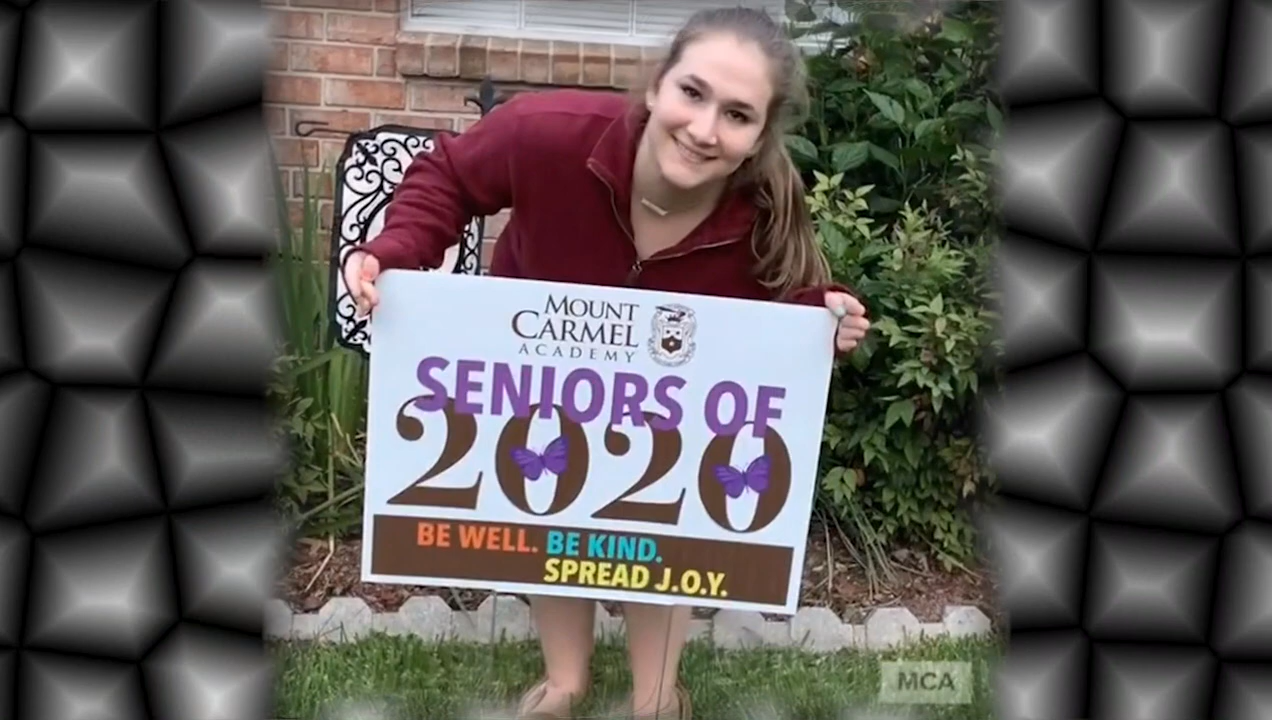 MOUNT
CARMEL
ACADEMY
SENIORS OF
2020
BE WELL. BE KIND.
SPREAD J.O.Y.
MCA